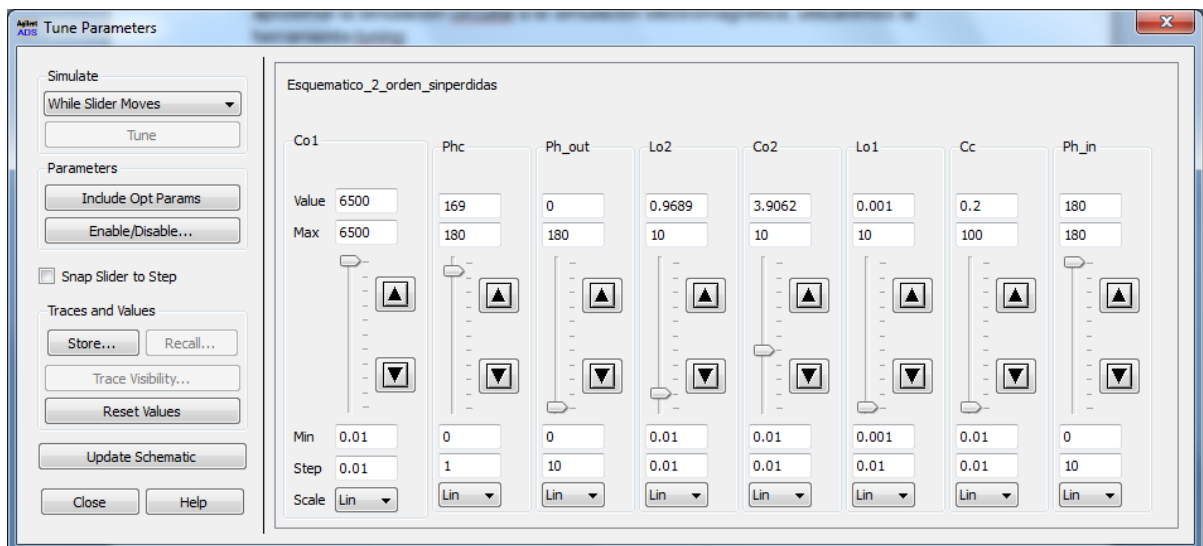 Agilent
ADS Tune Parameters
herramienta tuning
Simulate
While Slider Moves
Tune
Parameters
Include Opt Params
Enable/Disable...
Snap Slider to Step
Traces and Values
Store... Recall...
Trace Visibility...
Reset Values
Update Schematic
Close Help
Esquematico_2_orden_sinperdidas
Co1 Phc Ph_out Lo2 Co2 Lo1 Cc Ph_in
Value 6500 169 0 0.9689 3.9062 0.001 0.2 180
Max 6500 180 180 10 10 10 100 180
Min 0.01 0 0 0.01 0.01 0.001 0.01 0
Step 0.01 1 10 0.01 0.01 0.01 0.01 10
Scale Lin Lin Lin Lin Lin Lin Lin Lin